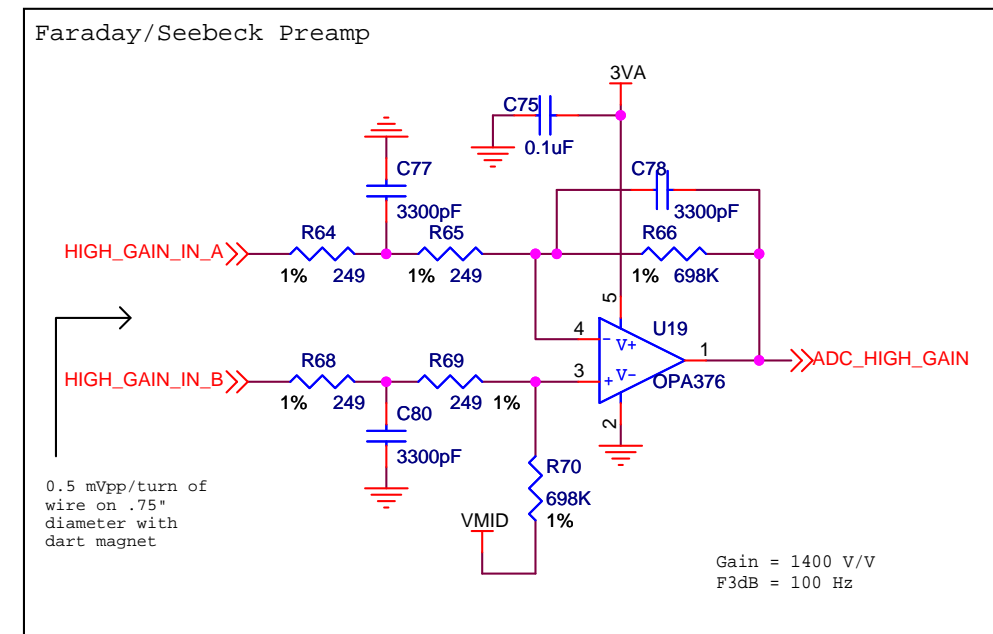 Faraday/Seebeck Preamp
3VA
C75
0.1uF
C77
3300pF
C78
3300pF
HIGH_GAIN_IN_A
R64
1% 249
R65
1% 249
R66
1% 698K
5
4
U19
- V+
1
ADC_HIGH_GAIN
HIGH_GAIN_IN_B
R68
1% 249
R69
249 1%
3
+ V-
OPA376
2
C80
3300pF
R70
698K
1%
VMID
0.5 mVpp/turn of
wire on .75"
diameter with
dart magnet
Gain = 1400 V/V
F3dB = 100 Hz